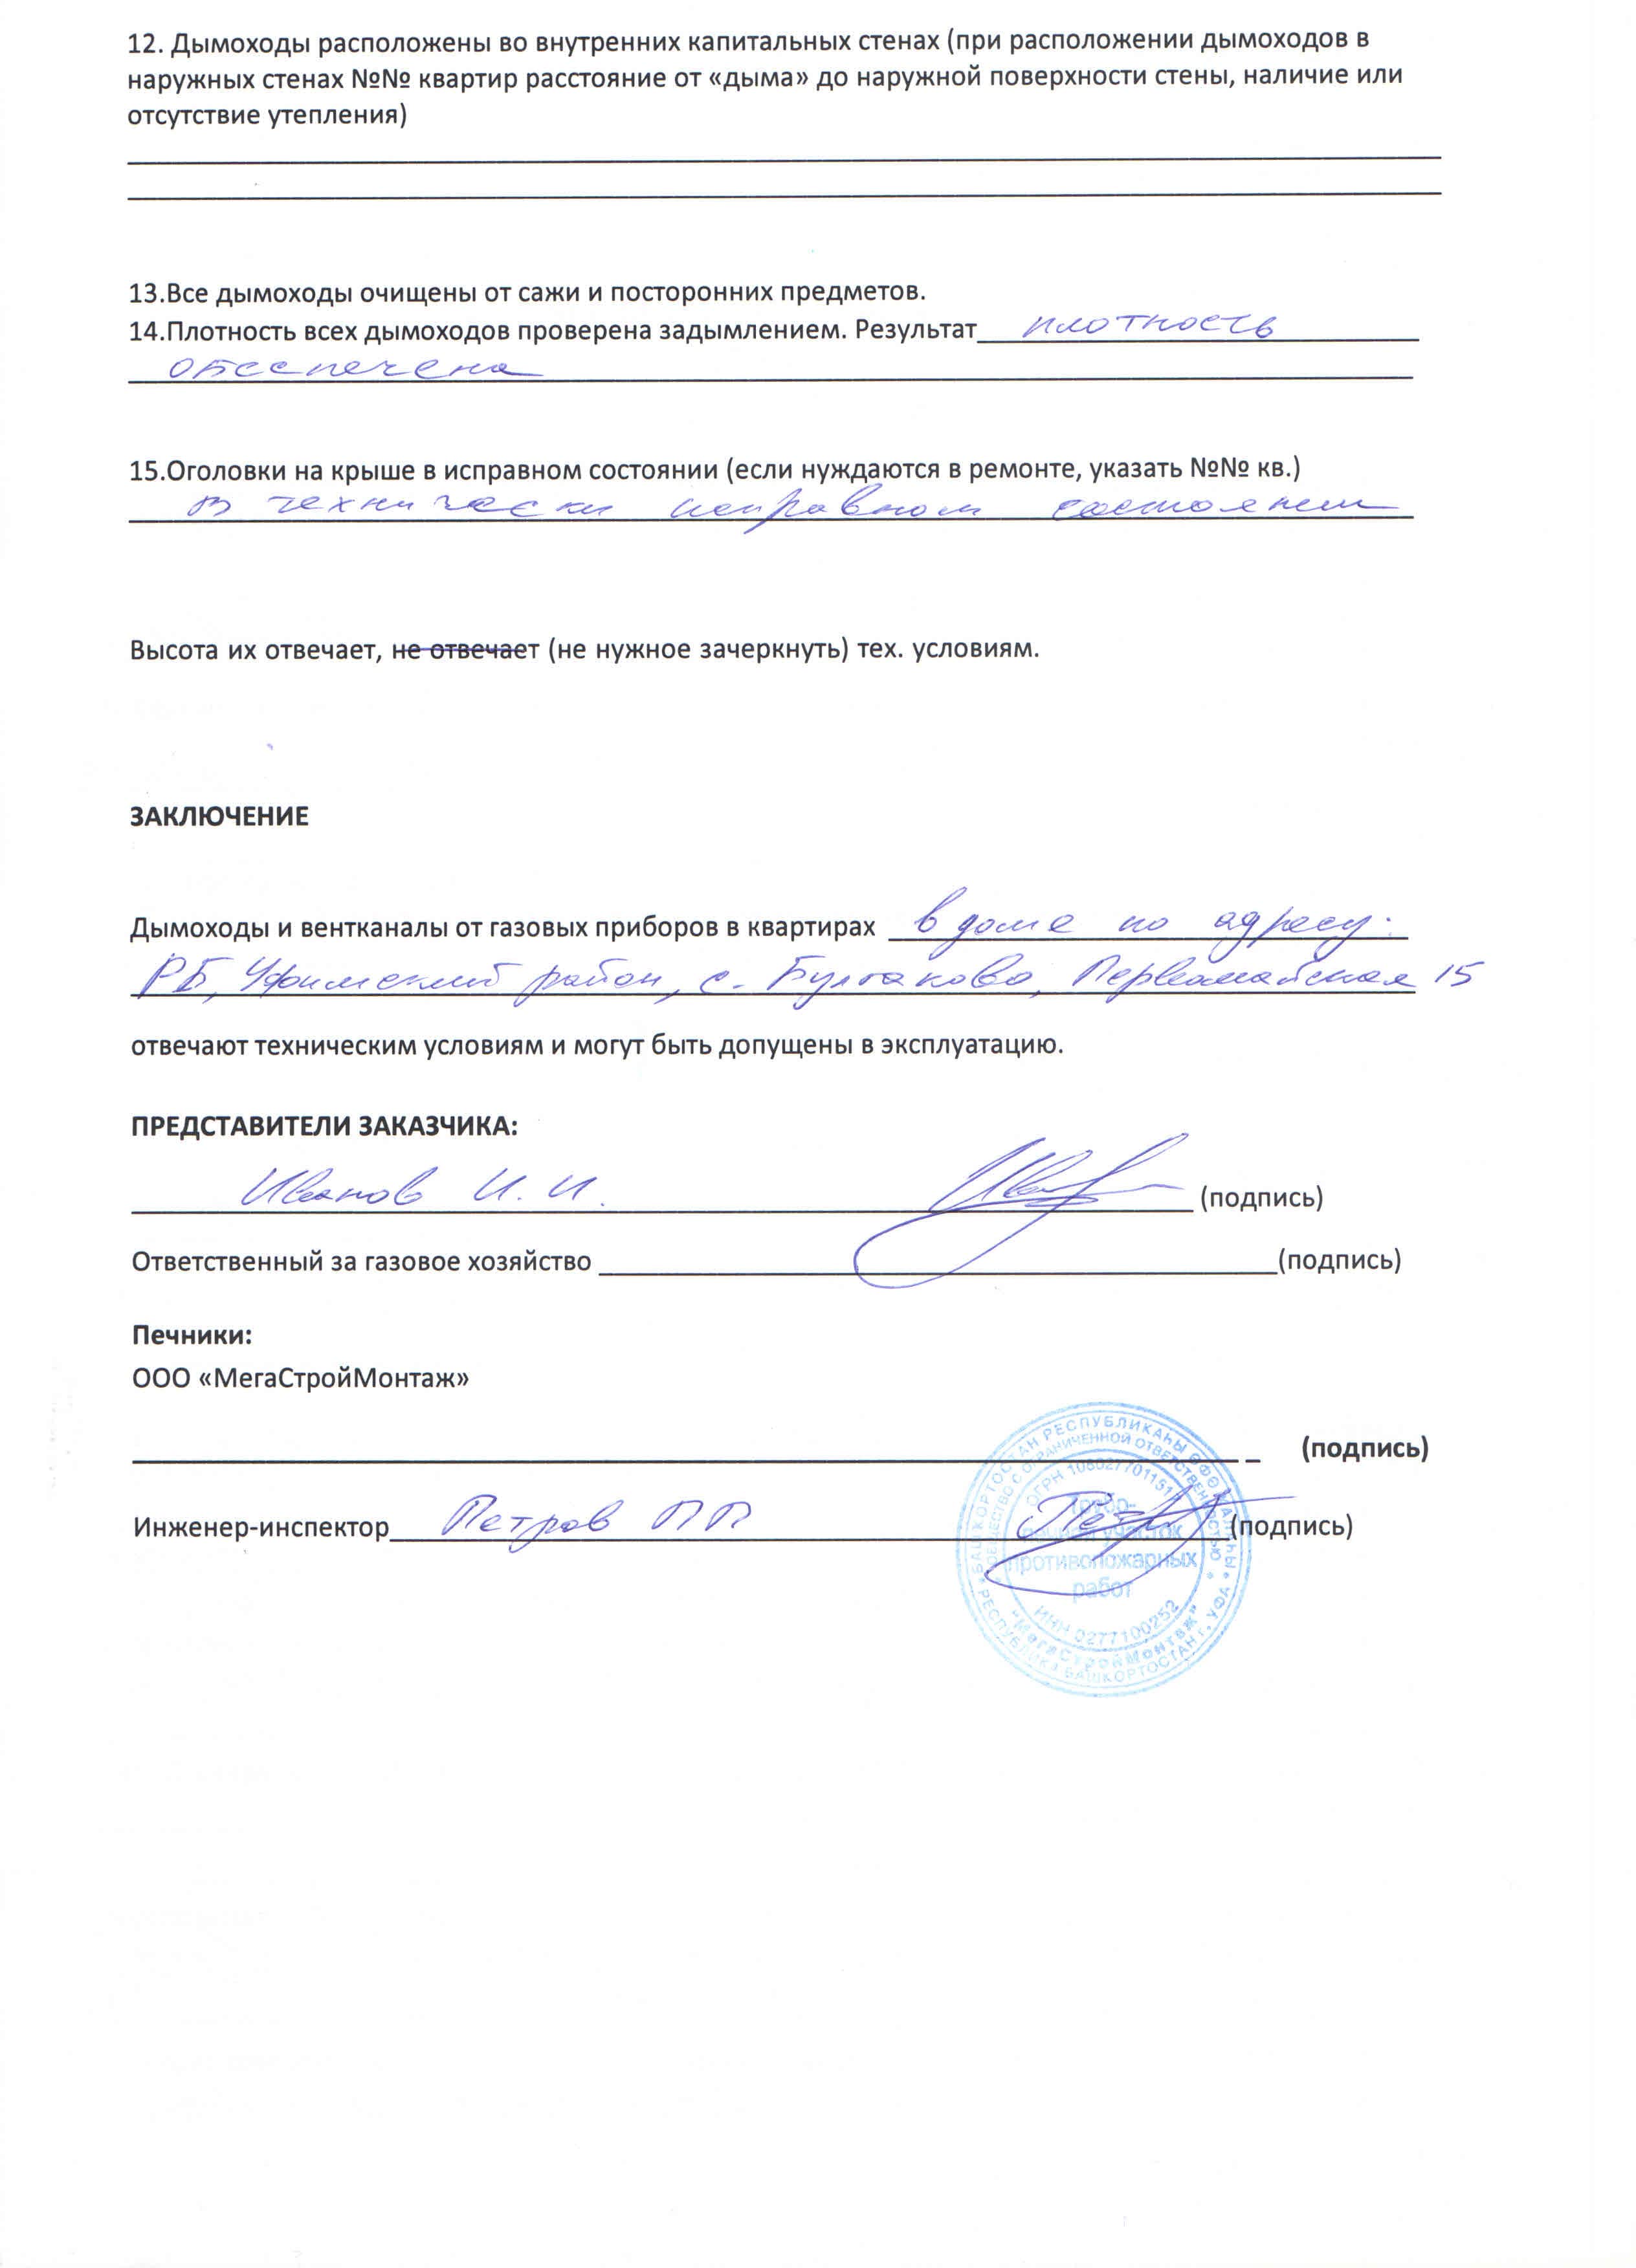 12. Дымоходы расположены во внутренних капитальных стенах (при расположении дымоходов в
наружных стенах №№ квартир расстояние от «дыма» до наружной поверхности стены, наличие или
отсутствие утепления)
13.Все дымоходы очищены от сажи и посторонних предметов.
14.Плотность всех дымоходов проверена задымлением. Результат плотность
обеспечена
15.Оголовки на крыше в исправном состоянии (если нуждаются в ремонте, указать №№ кв.)
в технически исправном состоянии
Высота их отвечает, не отвечает (не нужное зачеркнуть) тех. условиям.
ЗАКЛЮЧЕНИЕ
Дымоходы и вентканалы от газовых приборов в квартирах в доме по адресу:
РБ, Уфимский район, с. Булгаково, Первомайская 15
отвечают техническим условиям и могут быть допущены в эксплуатацию.
ПРЕДСТАВИТЕЛИ ЗАКАЗЧИКА:
Иванов И. И. (подпись)
Ответственный за газовое хозяйство (подпись)
Печники:
ООО «МегаСтройМонтаж»
(подпись)
Инженер-инспектор Петров ПП (подпись)
БАШКОРТОСТАН РЕСПУБЛИКАҺЫ ӨФӨ ҠАЛАҺЫ
ОБЩЕСТВО С ОГРАНИЧЕННОЙ ОТВЕТСТВЕННОСТЬЮ
ОГРН
участок
противопожарных
работ
ИНН 0277100252
"МегаСтройМонтаж"
РЕСПУБЛИКА БАШКОРТОСТАН г. УФА